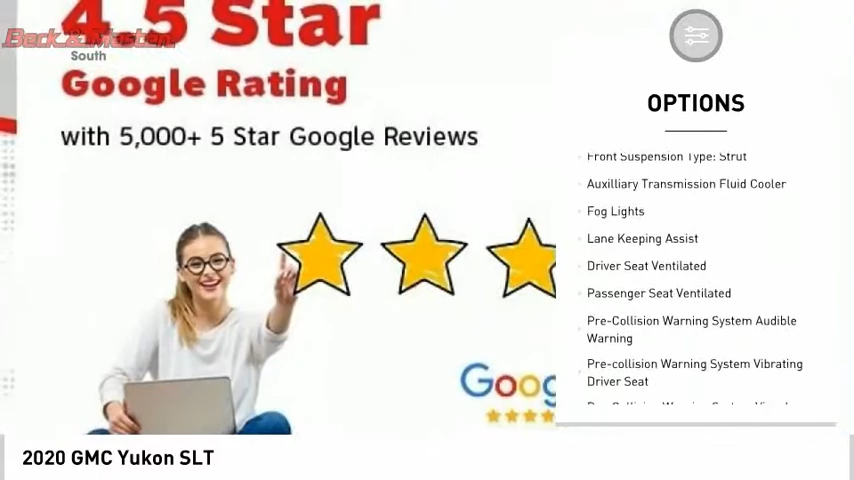 4.5 Star
Beck & Masten
South
Google Rating
with 5,000+ 5 Star Google Reviews
Goog
OPTIONS
Front Suspension Type: Strut
Auxilliary Transmission Fluid Cooler
Fog Lights
Lane Keeping Assist
Driver Seat Ventilated
Passenger Seat Ventilated
Pre-Collision Warning System Audible
Warning
Pre-collision Warning System Vibrating
Driver Seat
2020 GMC Yukon SLT